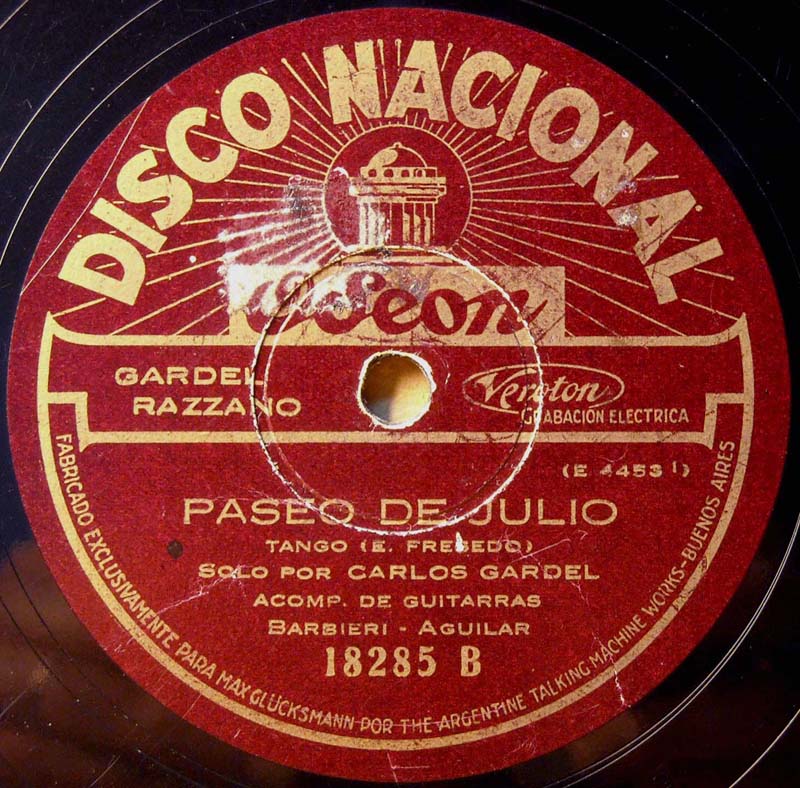 DISCO NACIONAL
Odeon
GARDEL
RAZZANO
Veroton
GRABACIÓN ELECTRICA
(E 4453 1)
PASEO DE JULIO
TANGO (E. FRESEDO)
SOLO POR CARLOS GARDEL
ACOMP. DE GUITARRAS
BARBIERI - AGUILAR
18285 B
FABRICADO EXCLUSIVAMENTE PARA MAX GLÜCKSMANN POR THE ARGENTINE TALKING MACHINE WORKS-BUENOS AIRES